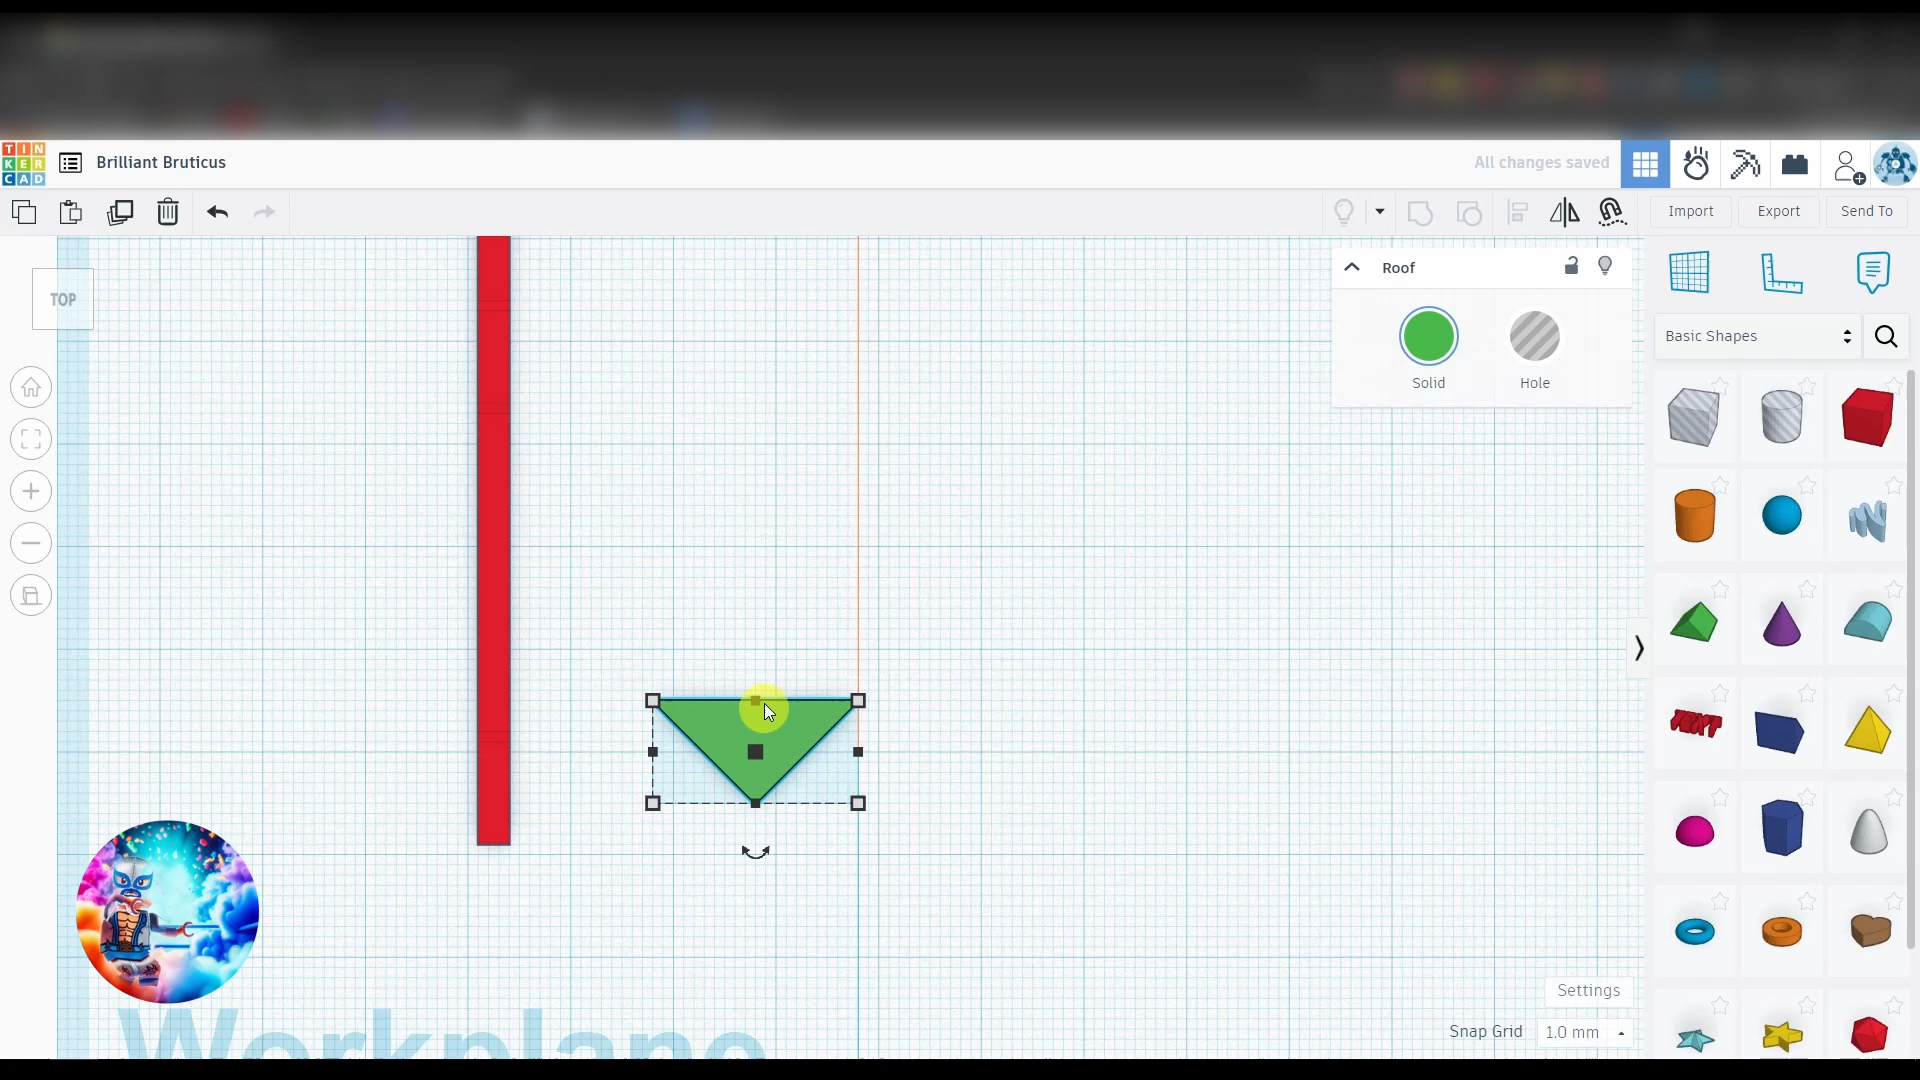 TIN
KER
CAD
Brilliant Bruticus
All changes saved
Import
Export
Send To
TOP
Roof
Solid
Hole
Basic Shapes
TEXT
Settings
Snap Grid
1.0 mm
Workplane